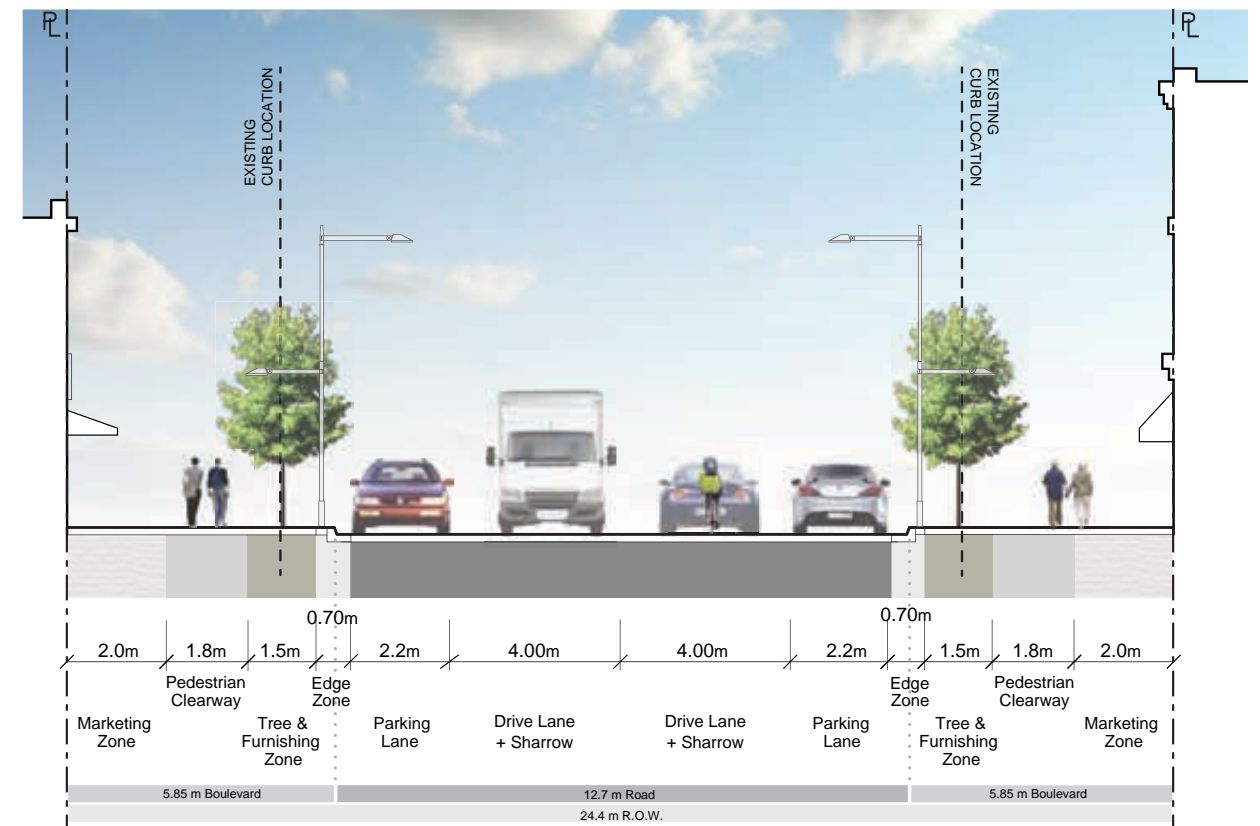 PL
PL
EXISTING
CURB LOCATION
EXISTING
CURB LOCATION
0.70m
0.70m
2.0m
1.8m
1.5m
2.2m
4.00m
4.00m
2.2m
1.5m
1.8m
2.0m
Marketing
Zone
Pedestrian
Clearway
Tree &
Furnishing
Zone
Edge
Zone
Parking
Lane
Drive Lane
+ Sharrow
Drive Lane
+ Sharrow
Parking
Lane
Edge
Zone
Tree &
Furnishing
Zone
Pedestrian
Clearway
Marketing
Zone
5.85 m Boulevard
12.7 m Road
5.85 m Boulevard
24.4 m R.O.W.